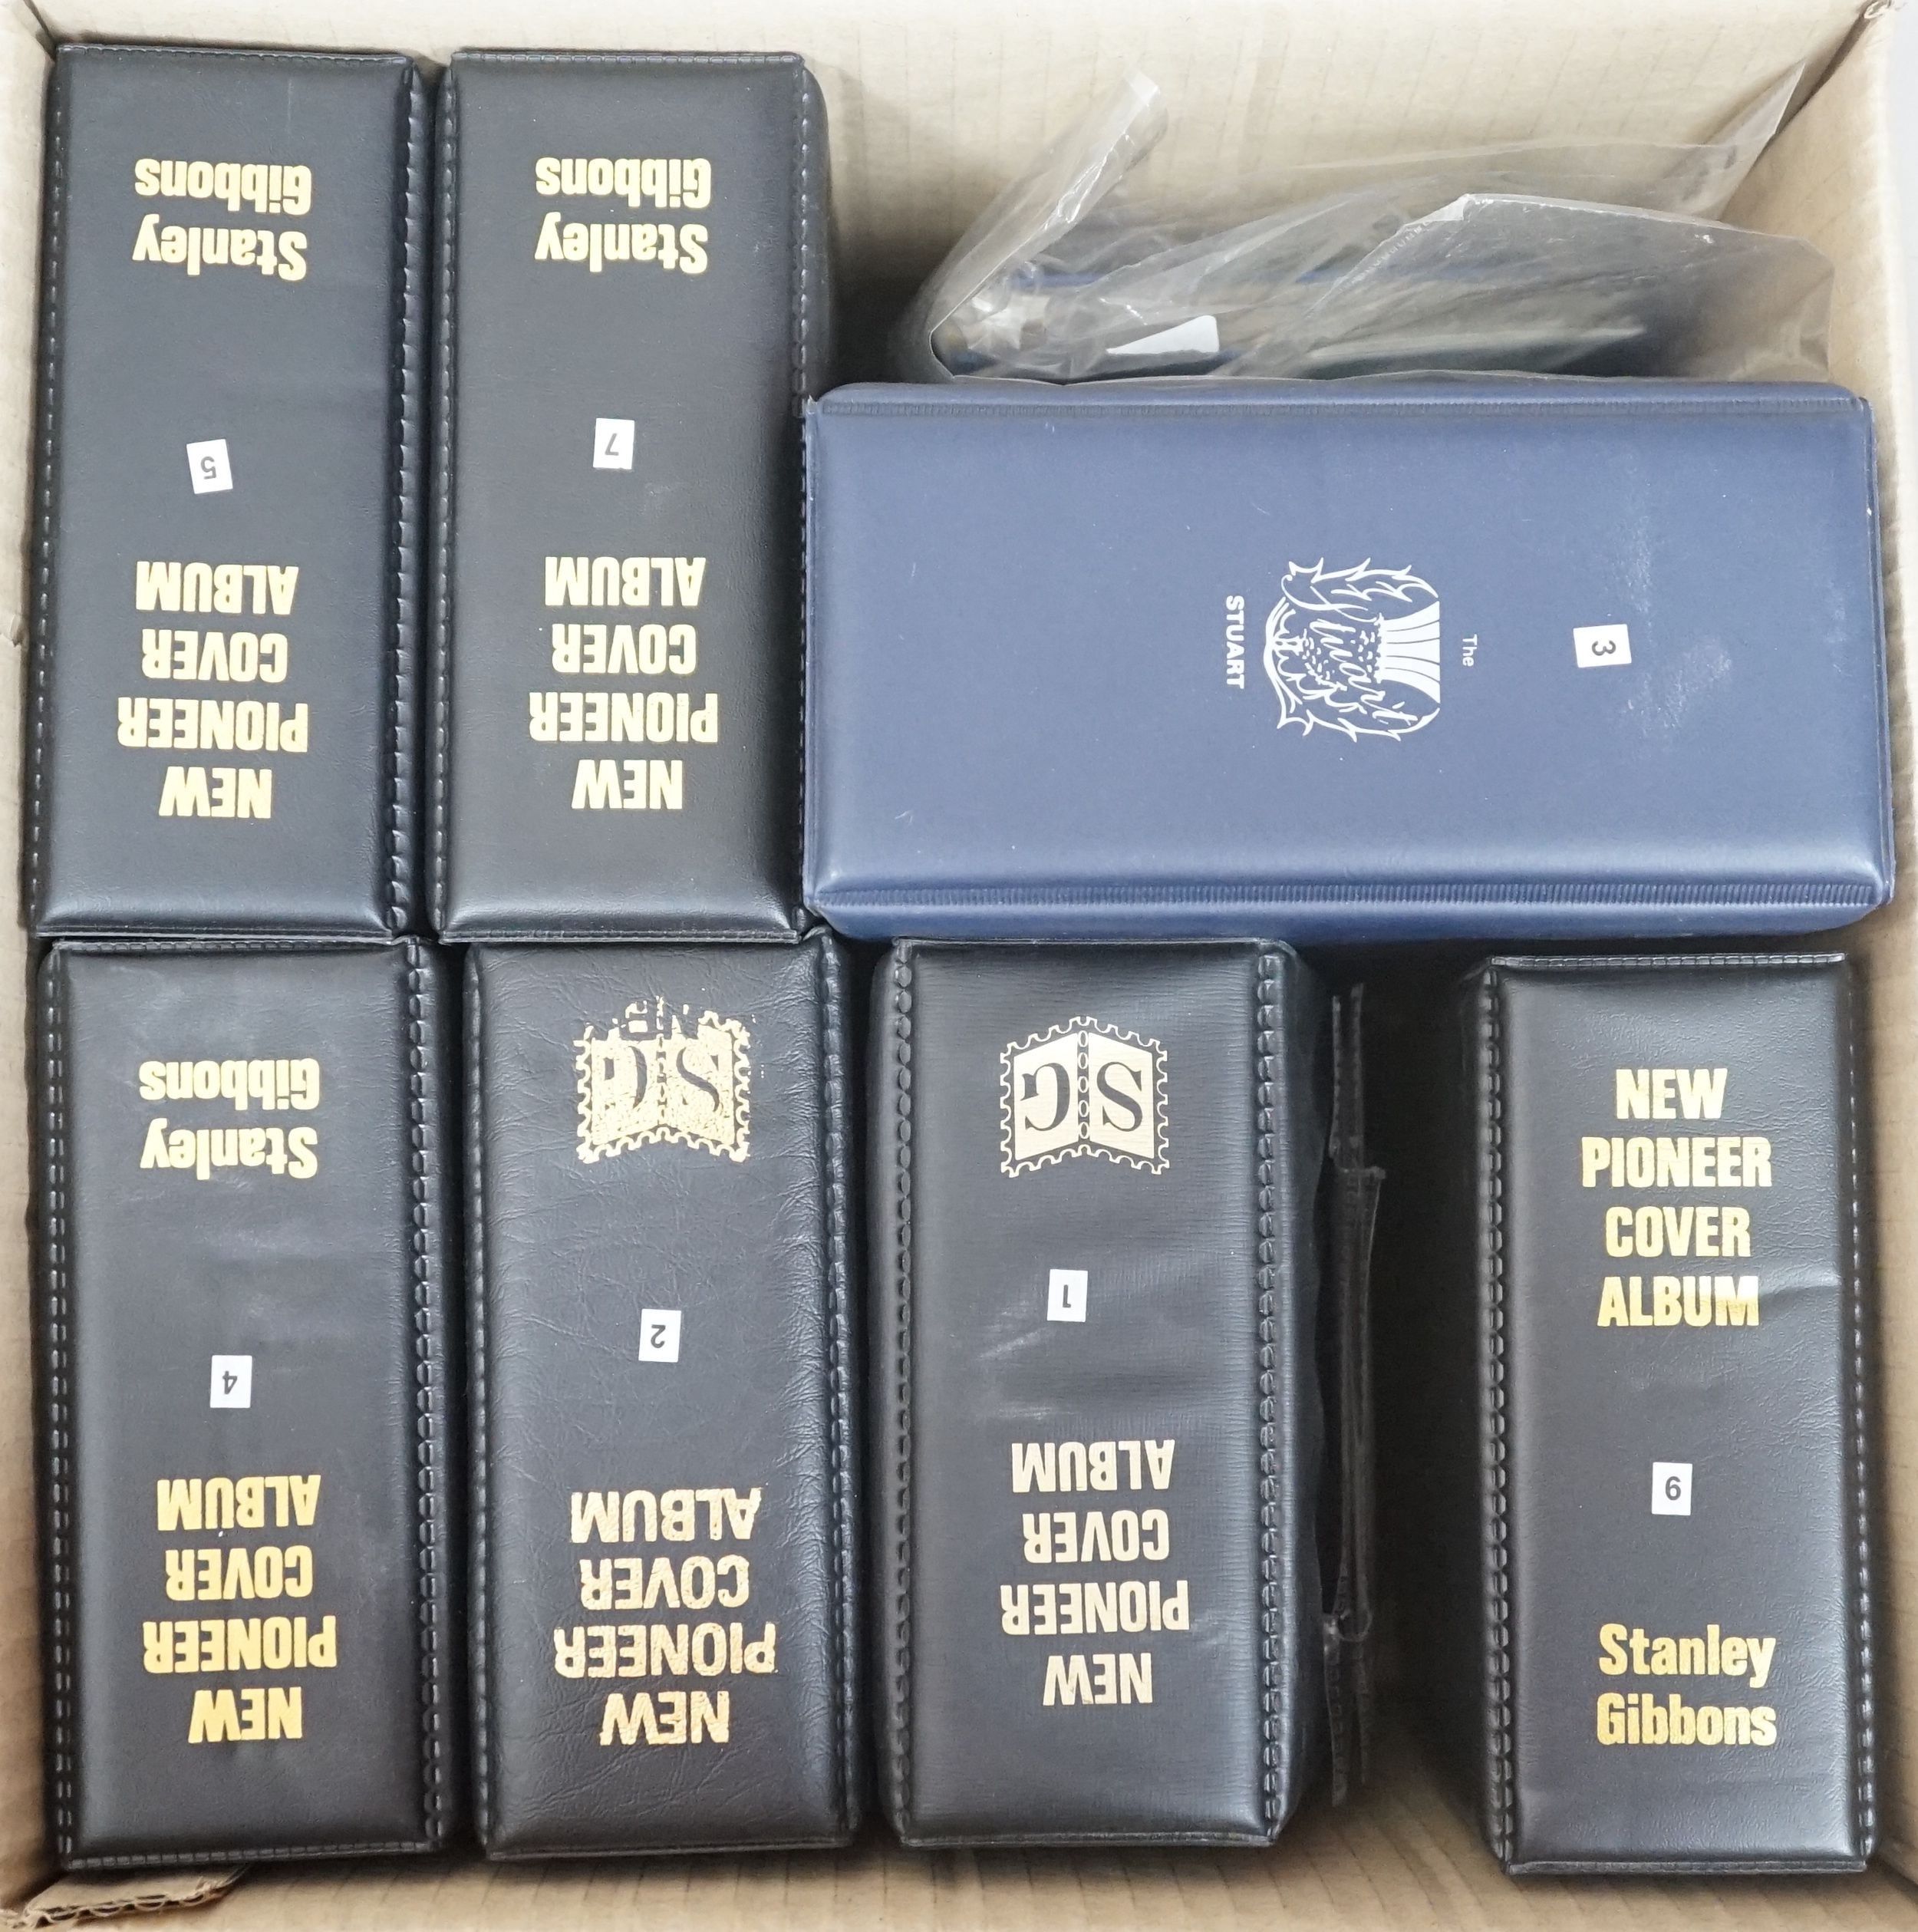 NEW
PIONEER
COVER
ALBUM
5
Stanley
Gibbons
NEW
PIONEER
COVER
ALBUM
7
Stanley
Gibbons
3
The
Stuart
STUART
NEW
PIONEER
COVER
ALBUM
4
Stanley
Gibbons
NEW
PIONEER
COVER
ALBUM
2
SG
NEW
PIONEER
COVER
ALBUM
1
SG
NEW
PIONEER
COVER
ALBUM
9
Stanley
Gibbons